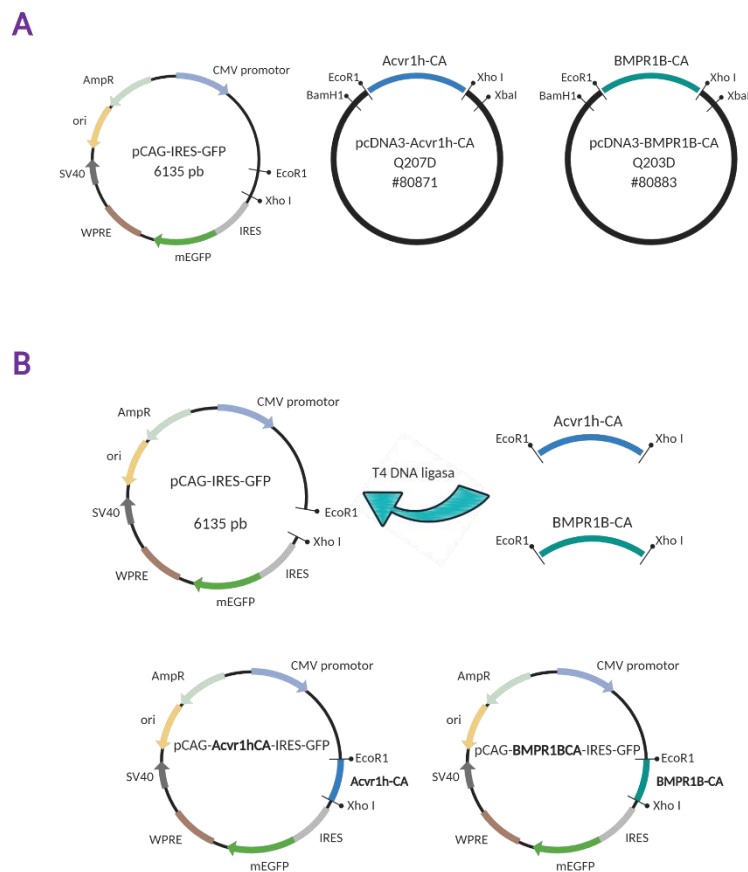 A
AmpR
CMV promotor
ori
pCAG-IRES-GFP
6135 pb
SV40
EcoR1
Xho I
WPRE
IRES
mEGFP
Acvr1h-CA
EcoR1
Xho I
BamH1
XbaI
pcDNA3-Acvr1h-CA
Q207D
#80871
BMPR1B-CA
EcoR1
Xho I
BamH1
XbaI
pcDNA3-BMPR1B-CA
Q203D
#80883
B
AmpR
CMV promotor
ori
pCAG-IRES-GFP
SV40
6135 pb
EcoR1
Xho I
WPRE
IRES
mEGFP
T4 DNA ligasa
Acvr1h-CA
EcoR1
Xho I
BMPR1B-CA
EcoR1
Xho I
AmpR
CMV promotor
ori
pCAG-Acvr1hCA-IRES-GFP
EcoR1
SV40
Acvr1h-CA
Xho I
WPRE
IRES
mEGFP
AmpR
CMV promotor
ori
pCAG-BMPR1BCA-IRES-GFP
EcoR1
SV40
BMPR1B-CA
Xho I
WPRE
IRES
mEGFP